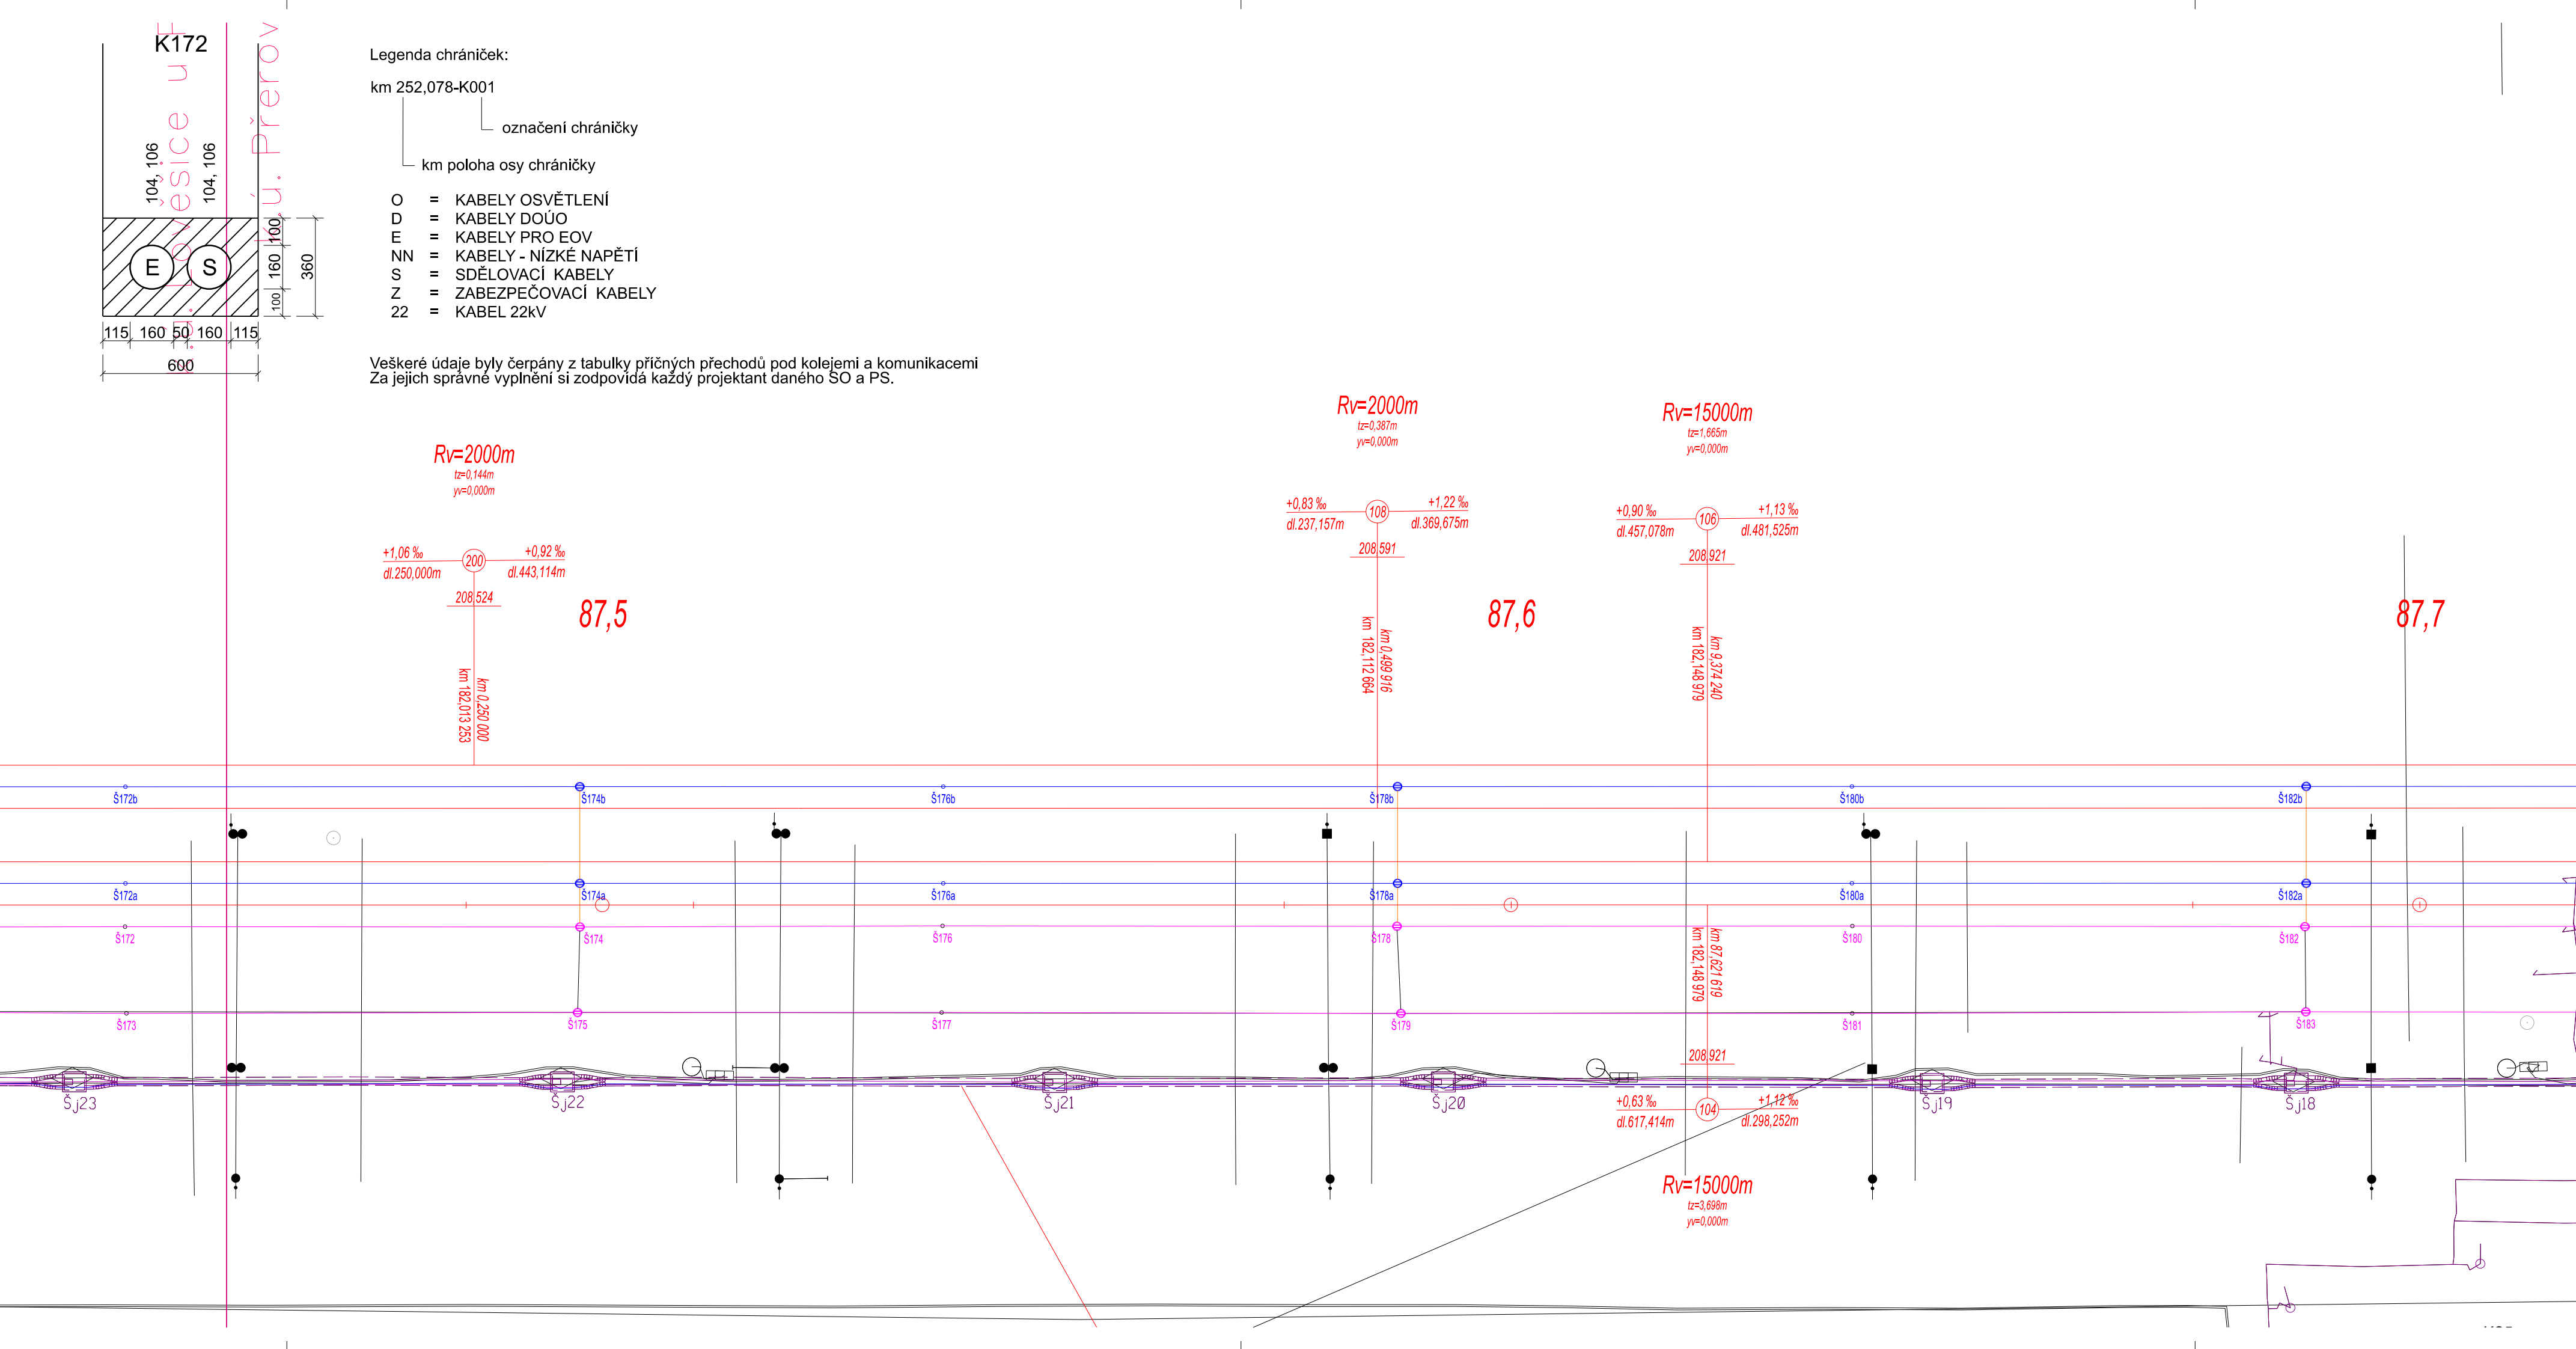 K172
k.ú. Lověšice u P
k.ú. Přerov
104, 106
104, 106
E
S
100
160
100
360
115
160
50
160
115
600
Legenda chrániček:
km 252,078-K001
označení chráničky
km poloha osy chráničky
O = KABELY OSVĚTLENÍ
D = KABELY DOÚO
E = KABELY PRO EOV
NN = KABELY - NÍZKÉ NAPĚTÍ
S = SDĚLOVACÍ KABELY
Z = ZABEZPEČOVACÍ KABELY
22 = KABEL 22kV
Veškeré údaje byly čerpány z tabulky příčných přechodů pod kolejemi a komunikacemi
Za jejich správné vyplnění si zodpovídá každý projektant daného SO a PS.
Rv=2000m
tz=0,144m
yv=0,000m
+1,06 ‰
dl.250,000m
200
+0,92 ‰
dl.443,114m
208,524
km 0,250 000
km 182,013 253
87,5
Rv=2000m
tz=0,387m
yv=0,000m
+0,83 ‰
dl.237,157m
108
+1,22 ‰
dl.369,675m
208,591
km 0,499 916
km 182,112 664
87,6
Rv=15000m
tz=1,665m
yv=0,000m
+0,90 ‰
dl.457,078m
106
+1,13 ‰
dl.481,525m
208,921
km 9,374 240
km 182,148 979
87,7
Š172b
Š174b
Š176b
Š178b
Š180b
Š182b
Š172a
Š174a
Š176a
Š178a
Š180a
Š182a
Š172
Š174
Š176
Š178
Š180
Š182
km 87,621 619
km 182,148 979
Š173
Š175
Š177
Š179
Š181
Š183
208,921
Šj23
Šj22
Šj21
Šj20
Šj19
Šj18
+0,63 ‰
dl.617,414m
104
+1,12 ‰
dl.298,252m
Rv=15000m
tz=3,698m
yv=0,000m